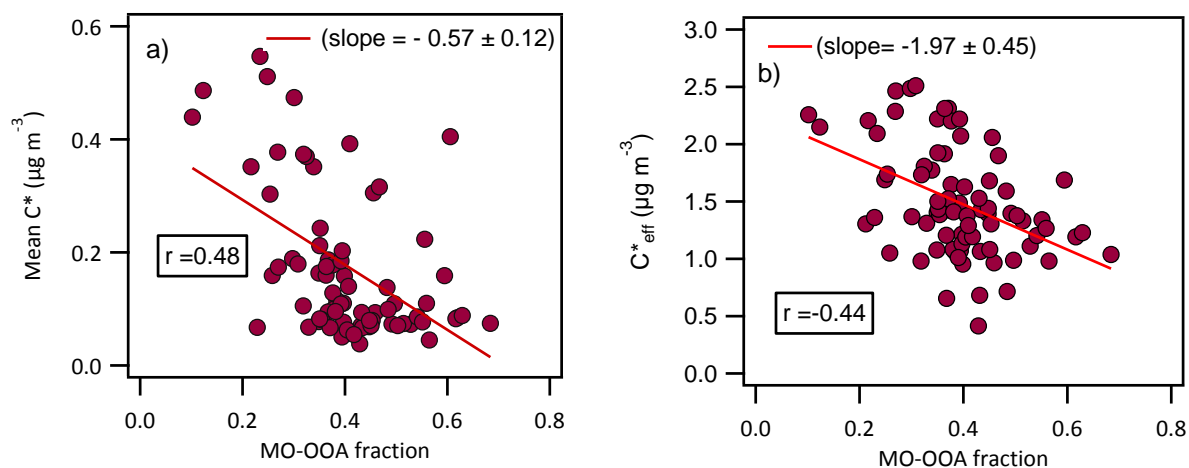 a)
(slope = - 0.57 ± 0.12)
0.6
0.4
0.2
0.0
Mean C* (µg m⁻³)
r =0.48
0.0 0.2 0.4 0.6 0.8
MO-OOA fraction
b)
(slope= -1.97 ± 0.45)
3.0
2.5
2.0
1.5
1.0
0.5
0.0
C*eff (µg m⁻³)
r =-0.44
0.0 0.2 0.4 0.6 0.8
MO-OOA fraction